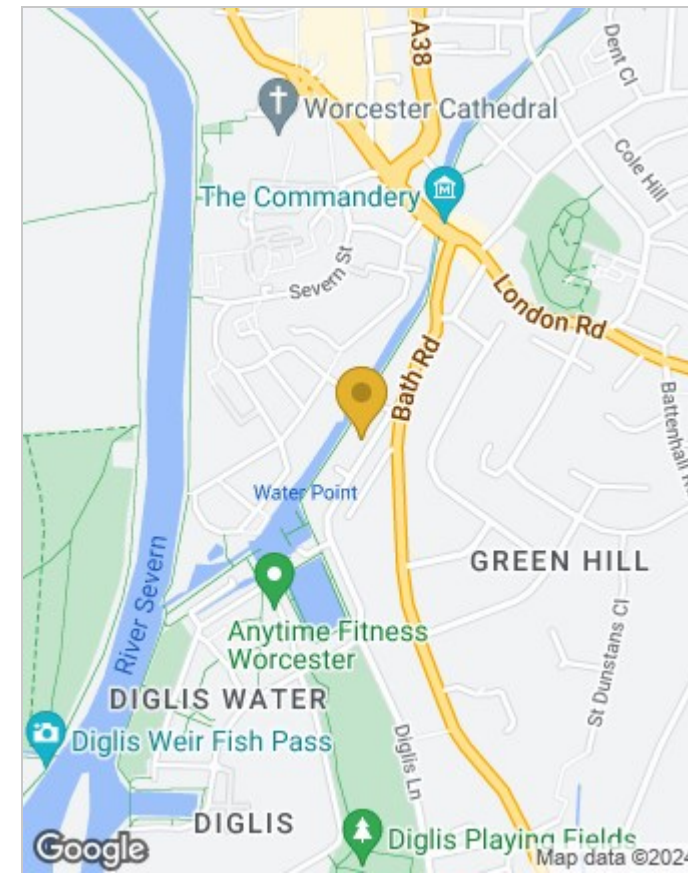 A38
Dent Cl
Worcester Cathedral
Cole Hill
The Commandery
Severn St
London Rd
Bath Rd
Water Point
GREEN HILL
River Severn
Anytime Fitness
Worcester
St Dunstans Cl
DIGLIS WATER
Diglis Weir Fish Pass
Diglis Ln
DIGLIS
Diglis Playing Fields
Google
Map data ©2024